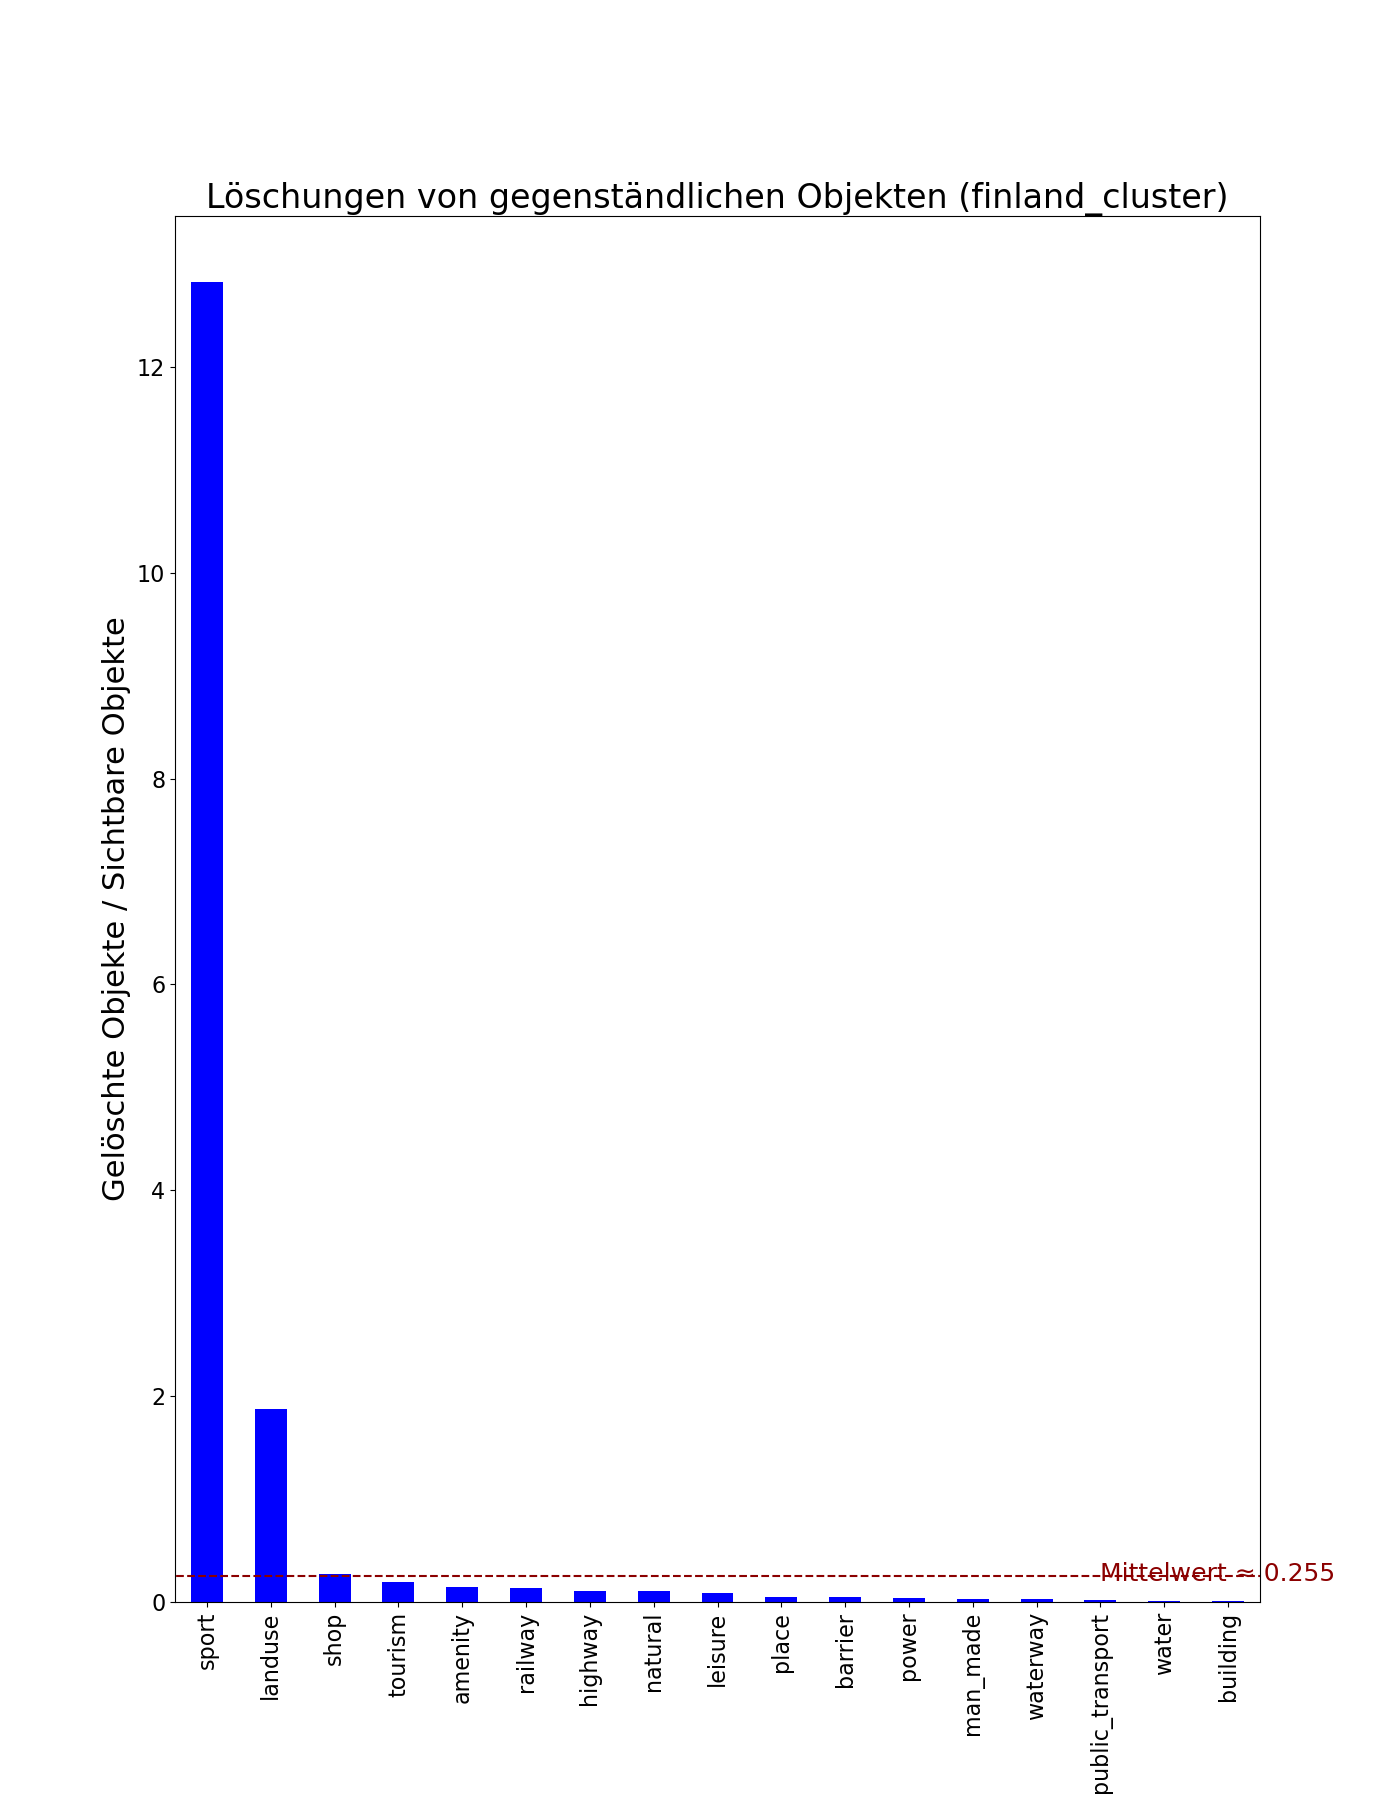 Löschungen von gegenständlichen Objekten (finland_cluster)
Gelöschte Objekte / Sichtbare Objekte
12
10
8
6
4
2
0
Mittelwert ≈ 0.255
sport
landuse
shop
tourism
amenity
railway
highway
natural
leisure
place
barrier
power
man_made
waterway
public_transport
water
building